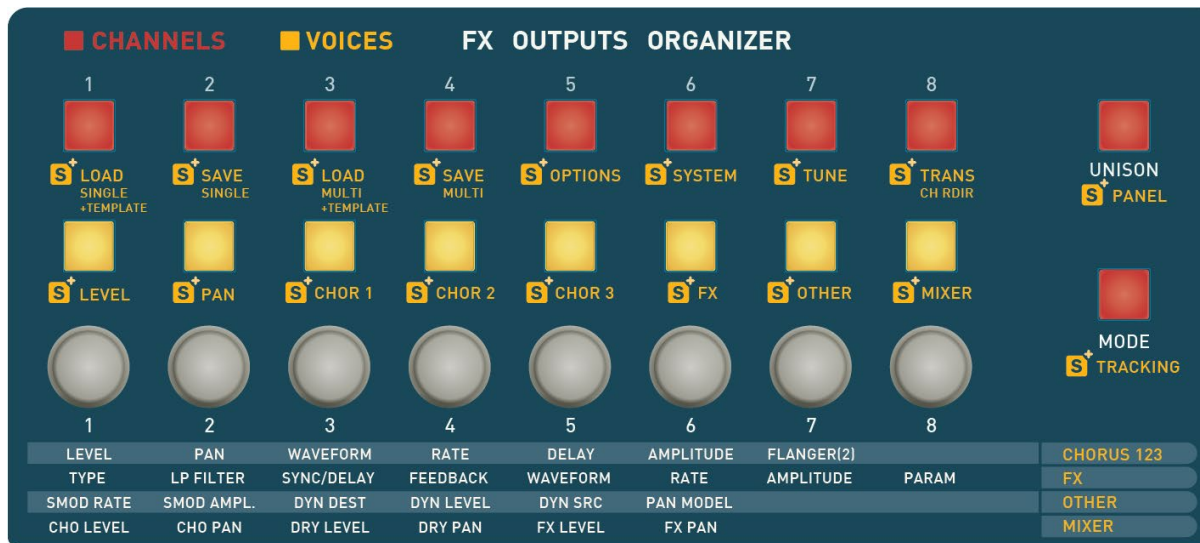 CHANNELS VOICES FX OUTPUTS ORGANIZER
1 2 3 4 5 6 7 8
S+ LOAD S+ SAVE S+ LOAD S+ SAVE S+ OPTIONS S+ SYSTEM S+ TUNE S+ TRANS UNISON
SINGLE SINGLE MULTI MULTI CH RDIR S+ PANEL
+TEMPLATE +TEMPLATE
S+ LEVEL S+ PAN S+ CHOR 1 S+ CHOR 2 S+ CHOR 3 S+ FX S+ OTHER S+ MIXER
MODE
S+ TRACKING
1 2 3 4 5 6 7 8
LEVEL PAN WAVEFORM RATE DELAY AMPLITUDE FLANGER(2) CHORUS 123
TYPE LP FILTER SYNC/DELAY FEEDBACK WAVEFORM RATE AMPLITUDE PARAM FX
SMOD RATE SMOD AMPL. DYN DEST DYN LEVEL DYN SRC PAN MODEL OTHER
CHO LEVEL CHO PAN DRY LEVEL DRY PAN FX LEVEL FX PAN MIXER